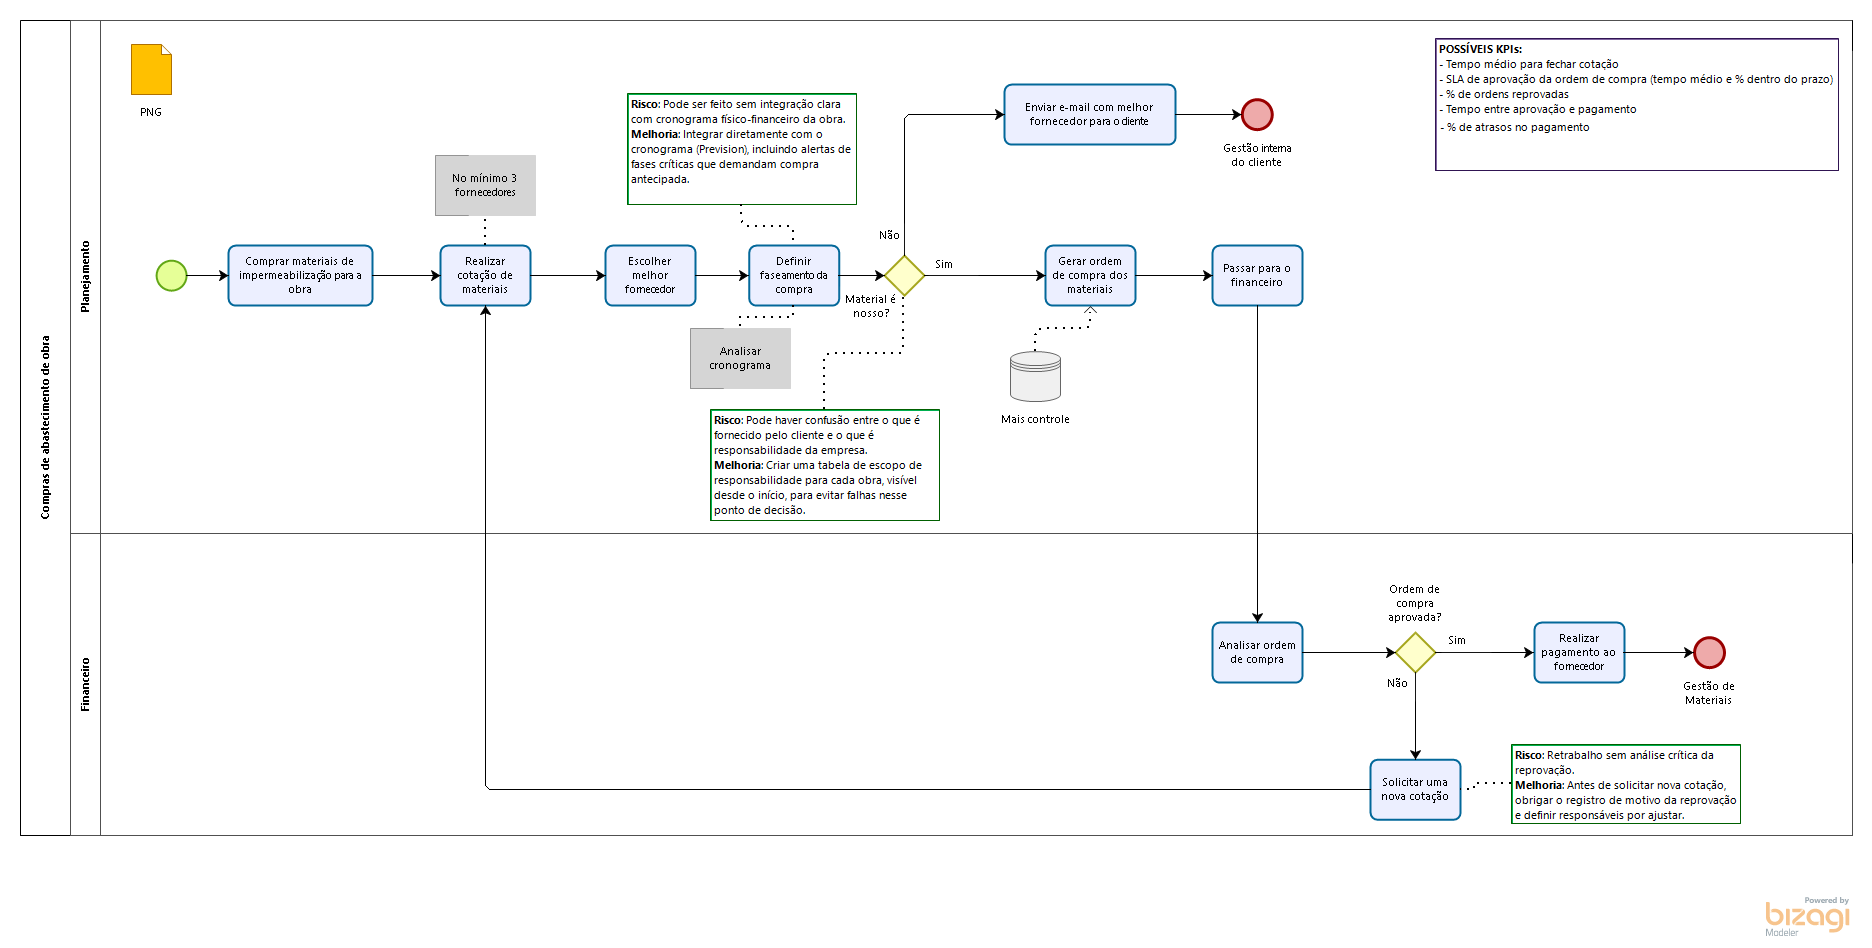 Compras de abastecimento de obra
Planejamento
PNG
POSSÍVEIS KPIs:
- Tempo médio para fechar cotação
- SLA de aprovação da ordem de compra (tempo médio e % dentro do prazo)
- % de ordens reprovadas
- Tempo entre aprovação e pagamento
- % de atrasos no pagamento
Risco: Pode ser feito sem integração clara
com cronograma físico-financeiro da obra.
Melhoria: Integrar diretamente com o
cronograma (Prevision), incluindo alertas de
fases críticas que demandam compra
antecipada.
Enviar e-mail com melhor
fornecedor para o cliente
Gestão interna
do cliente
No mínimo 3
fornecedores
Comprar materiais de
impermeabilização para a
obra
Realizar
cotação de
materiais
Escolher
melhor
fornecedor
Definir
faseamento da
compra
Material é
nosso?
Não
Sim
Gerar ordem
de compra dos
materiais
Passar para o
financeiro
Analisar
cronograma
Mais controle
Risco: Pode haver confusão entre o que é
fornecido pelo cliente e o que é
responsabilidade da empresa.
Melhoria: Criar uma tabela de escopo de
responsabilidade para cada obra, visível
desde o início, para evitar falhas nesse
ponto de decisão.
Financeiro
Analisar ordem
de compra
Ordem de
compra
aprovada?
Sim
Não
Realizar
pagamento ao
fornecedor
Gestão de
Materiais
Solicitar uma
nova cotação
Risco: Retrabalho sem análise crítica da
reprovação.
Melhoria: Antes de solicitar nova cotação,
obrigar o registro de motivo da reprovação
e definir responsáveis por ajustar.
Powered by
bizagi
Modeler